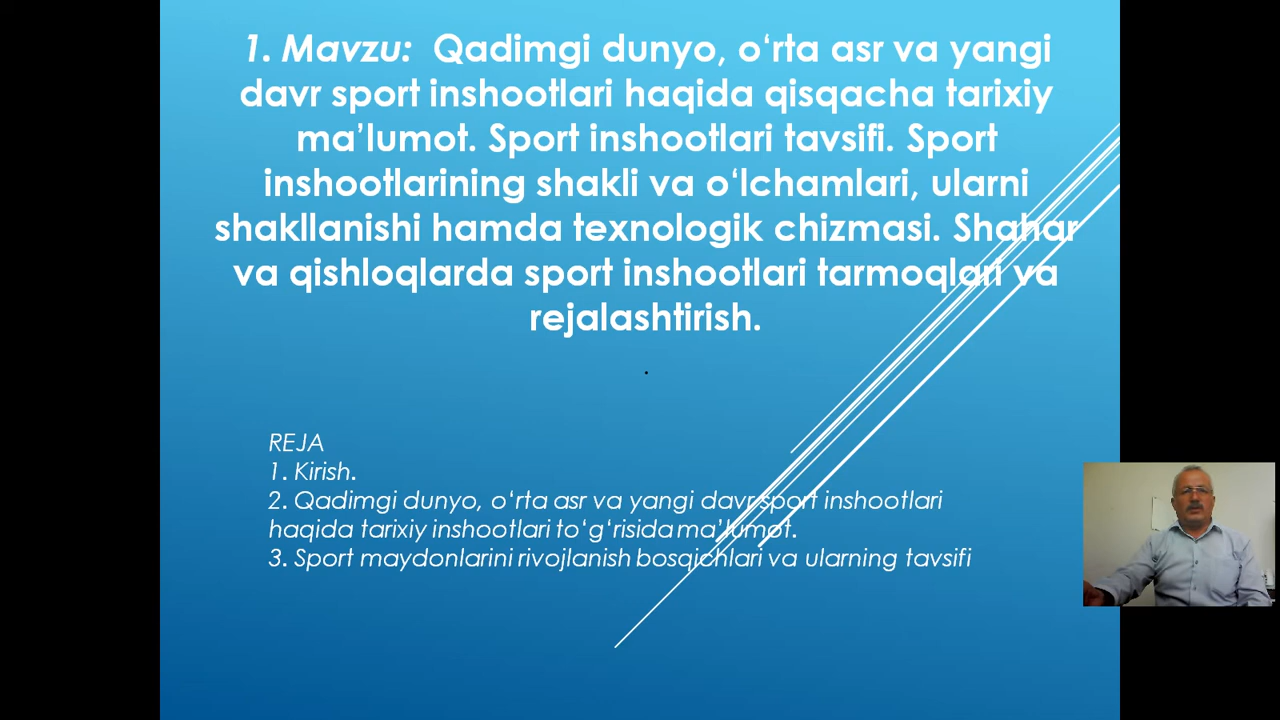 1. Mavzu: Qadimgi dunyo, o‘rta asr va yangi
davr sport inshootlari haqida qisqacha tarixiy
ma’lumot. Sport inshootlari tavsifi. Sport
inshootlarining shakli va o‘lchamlari, ularni
shakllanishi hamda texnologik chizmasi. Shahar
va qishloqlarda sport inshootlari tarmoqlari va
rejalashtirish.
.
REJA
1. Kirish.
2. Qadimgi dunyo, o‘rta asr va yangi davr sport inshootlari
haqida tarixiy inshootlari to‘g‘risida ma’lumot.
3. Sport maydonlarini rivojlanish bosqichlari va ularning tavsifi